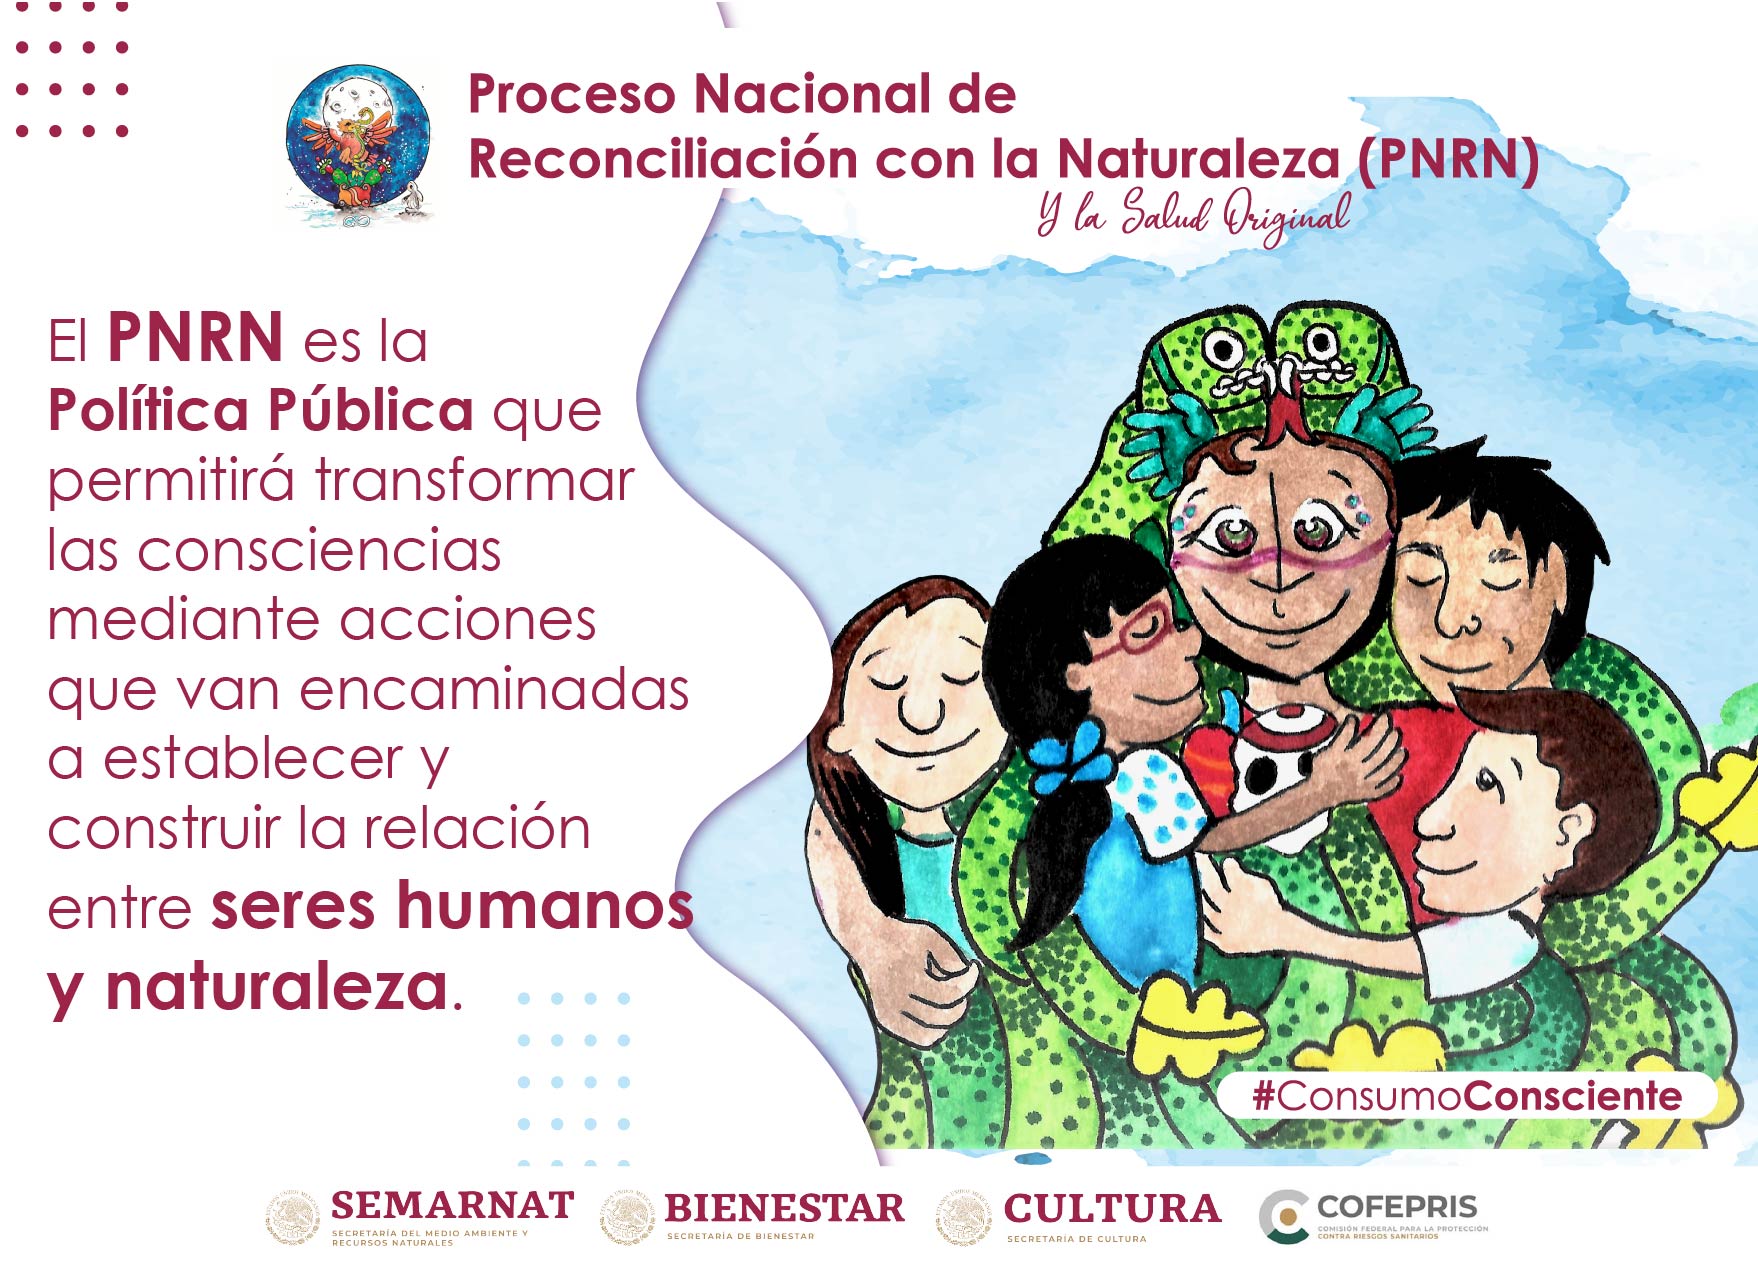 Proceso Nacional de
Reconciliación con la Naturaleza (PNRN)
Y la Salud Original
El PNRN es la
Política Pública que
permitirá transformar
las consciencias
mediante acciones
que van encaminadas
a establecer y
construir la relación
entre seres humanos
y naturaleza.
#ConsumoConsciente
SEMARNAT
SECRETARÍA DEL MEDIO AMBIENTE Y
RECURSOS NATURALES
BIENESTAR
SECRETARÍA DE BIENESTAR
CULTURA
SECRETARÍA DE CULTURA
COFEPRIS
COMISIÓN FEDERAL PARA LA PROTECCIÓN
CONTRA RIESGOS SANITARIOS